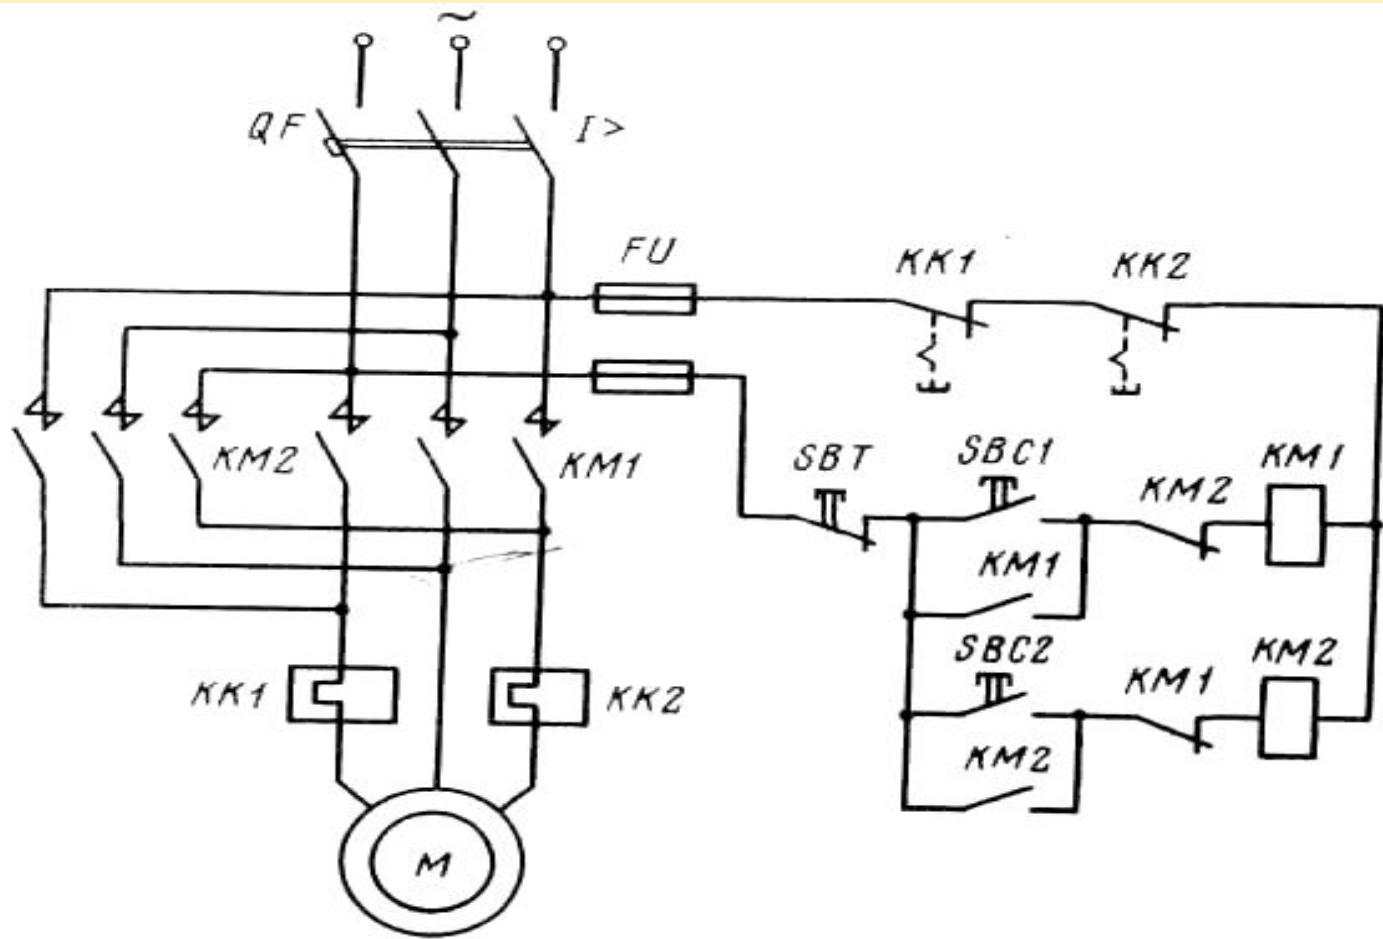 ~
QF I>
FU
KK1 KK2
KM2 KM1
SBT SBC1 KM2 KM1
KM1
SBC2 KM1 KM2
KM2
KK1 KK2
M